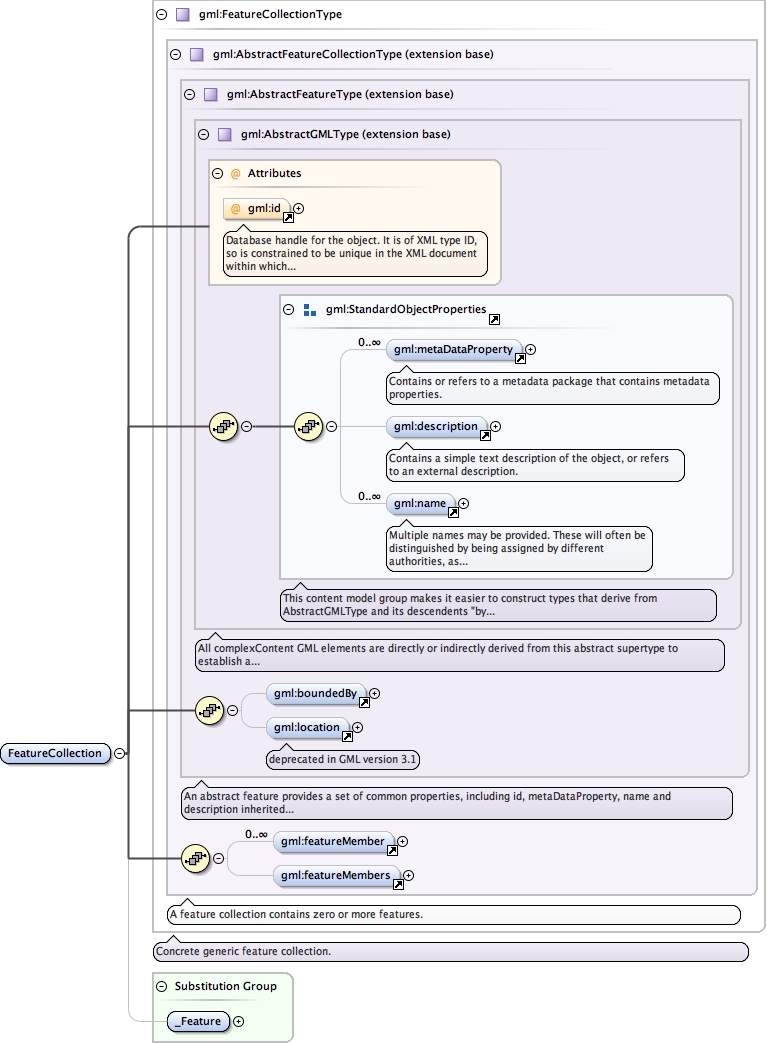 gml:FeatureCollectionType
gml:AbstractFeatureCollectionType (extension base)
gml:AbstractFeatureType (extension base)
gml:AbstractGMLType (extension base)
@ Attributes
@ gml:id
Database handle for the object. It is of XML type ID,
so is constrained to be unique in the XML document
within which...
gml:StandardObjectProperties
0..∞
gml:metaDataProperty
Contains or refers to a metadata package that contains metadata
properties.
gml:description
Contains a simple text description of the object, or refers
to an external description.
0..∞
gml:name
Multiple names may be provided. These will often be
distinguished by being assigned by different
authorities, as...
This content model group makes it easier to construct types that derive from
AbstractGMLType and its descendents "by...
All complexContent GML elements are directly or indirectly derived from this abstract supertype to
establish a...
gml:boundedBy
gml:location
deprecated in GML version 3.1
FeatureCollection
An abstract feature provides a set of common properties, including id, metaDataProperty, name and
description inherited...
0..∞
gml:featureMember
gml:featureMembers
A feature collection contains zero or more features.
Concrete generic feature collection.
Substitution Group
_Feature